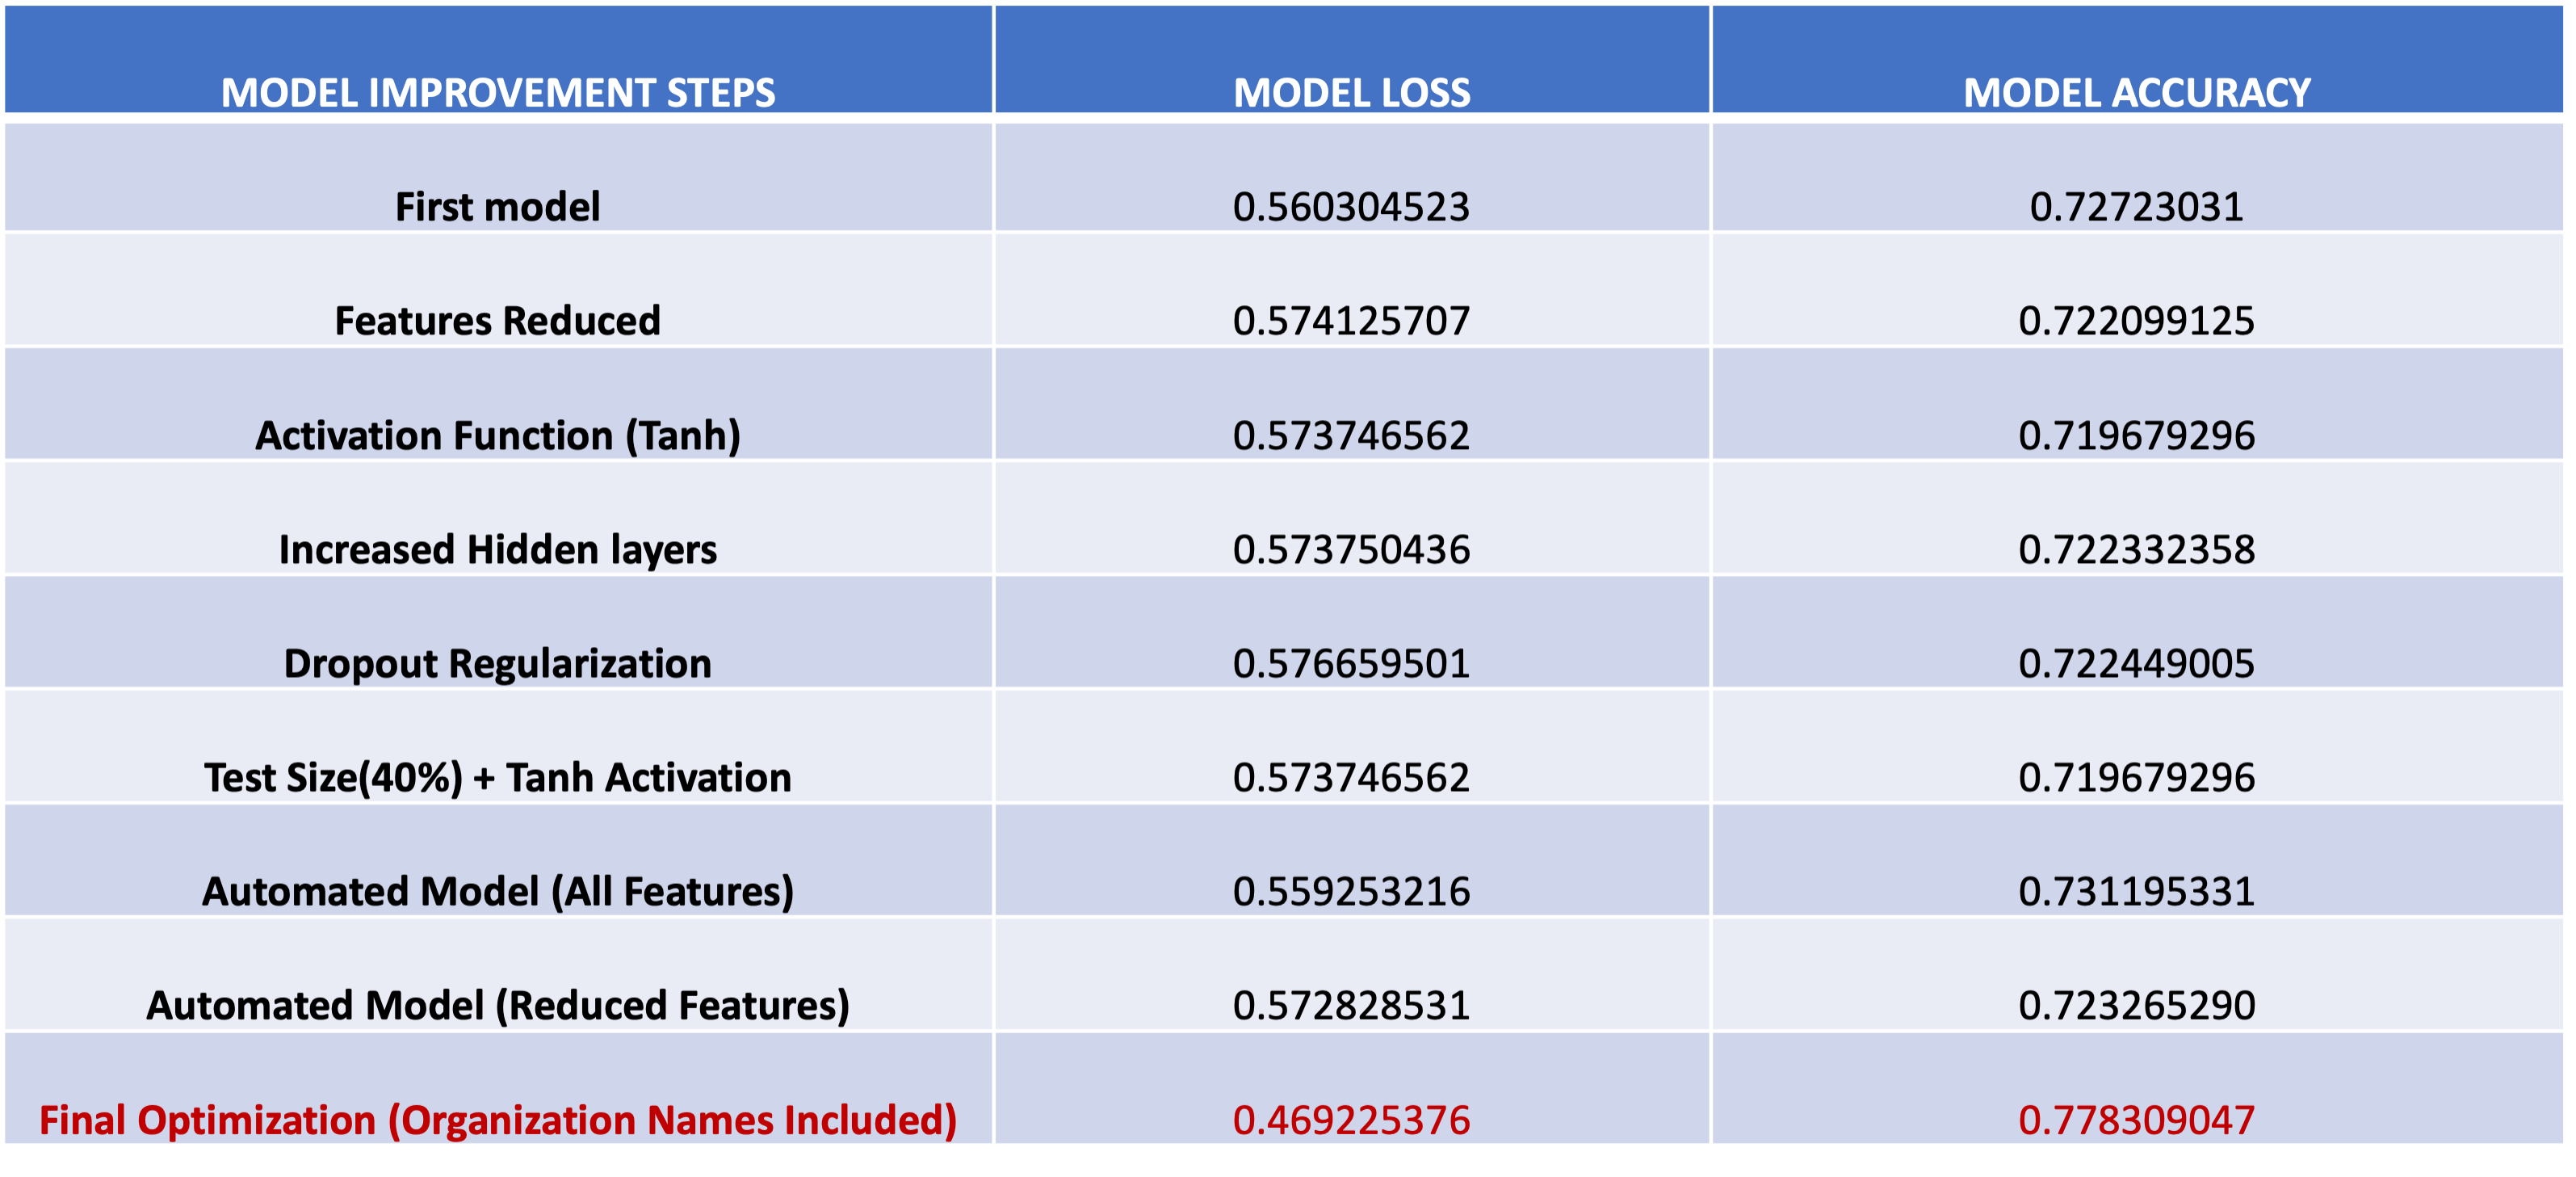 MODEL IMPROVEMENT STEPS MODEL LOSS MODEL ACCURACY
First model 0.560304523 0.72723031
Features Reduced 0.574125707 0.722099125
Activation Function (Tanh) 0.573746562 0.719679296
Increased Hidden layers 0.573750436 0.722332358
Dropout Regularization 0.576659501 0.722449005
Test Size(40%) + Tanh Activation 0.573746562 0.719679296
Automated Model (All Features) 0.559253216 0.731195331
Automated Model (Reduced Features) 0.572828531 0.723265290
Final Optimization (Organization Names Included) 0.469225376 0.778309047